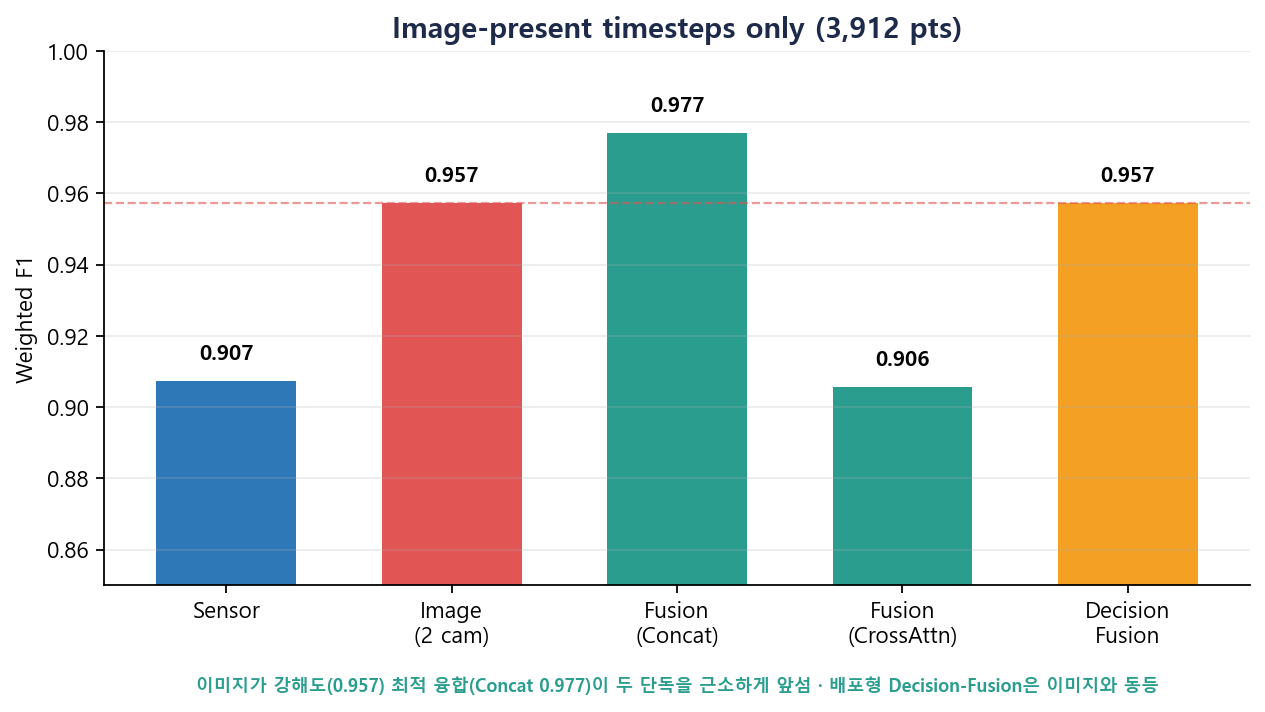 Image-present timesteps only (3,912 pts)
Weighted F1
1.00
0.98
0.96
0.94
0.92
0.90
0.88
0.86
0.907
0.957
0.977
0.906
0.957
Sensor
Image
(2 cam)
Fusion
(Concat)
Fusion
(CrossAttn)
Decision
Fusion
이미지가 강해도(0.957) 최적 융합(Concat 0.977)이 두 단독을 근소하게 앞섬 · 배포형 Decision-Fusion은 이미지와 동등